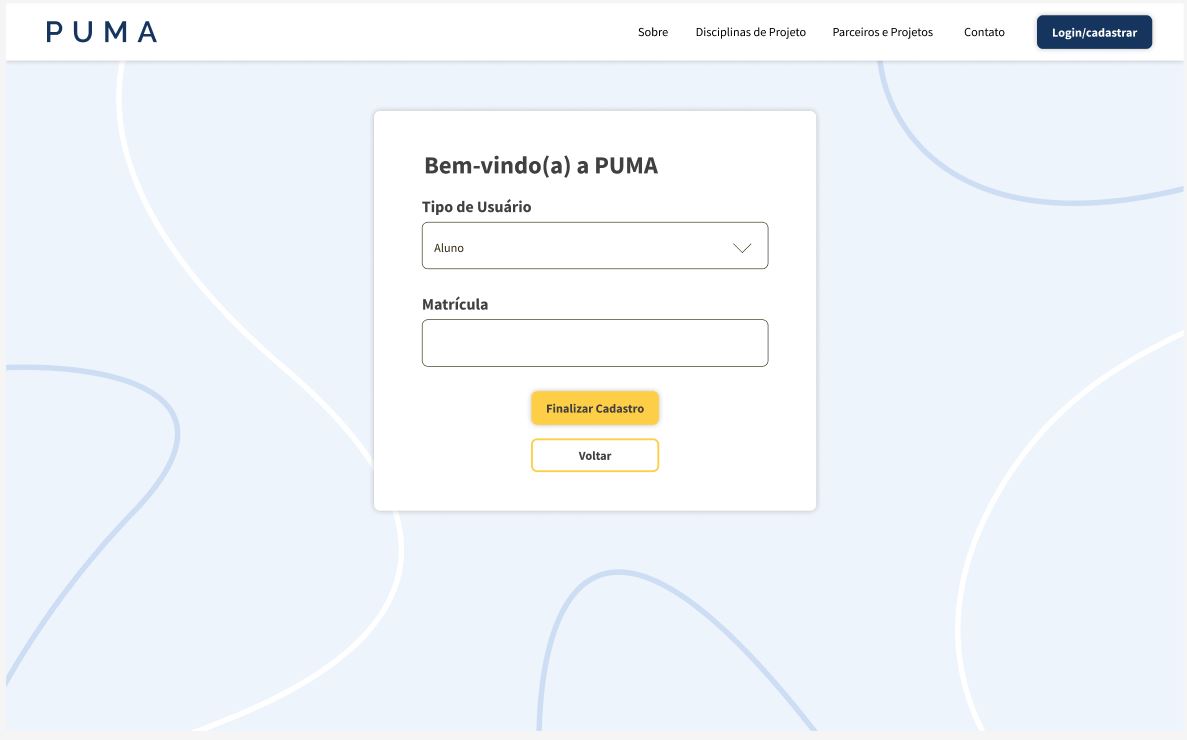 PUMA
Sobre
Disciplinas de Projeto
Parceiros e Projetos
Contato
Login/cadastrar
Bem-vindo(a) a PUMA
Tipo de Usuário
Aluno
Matrícula
Finalizar Cadastro
Voltar